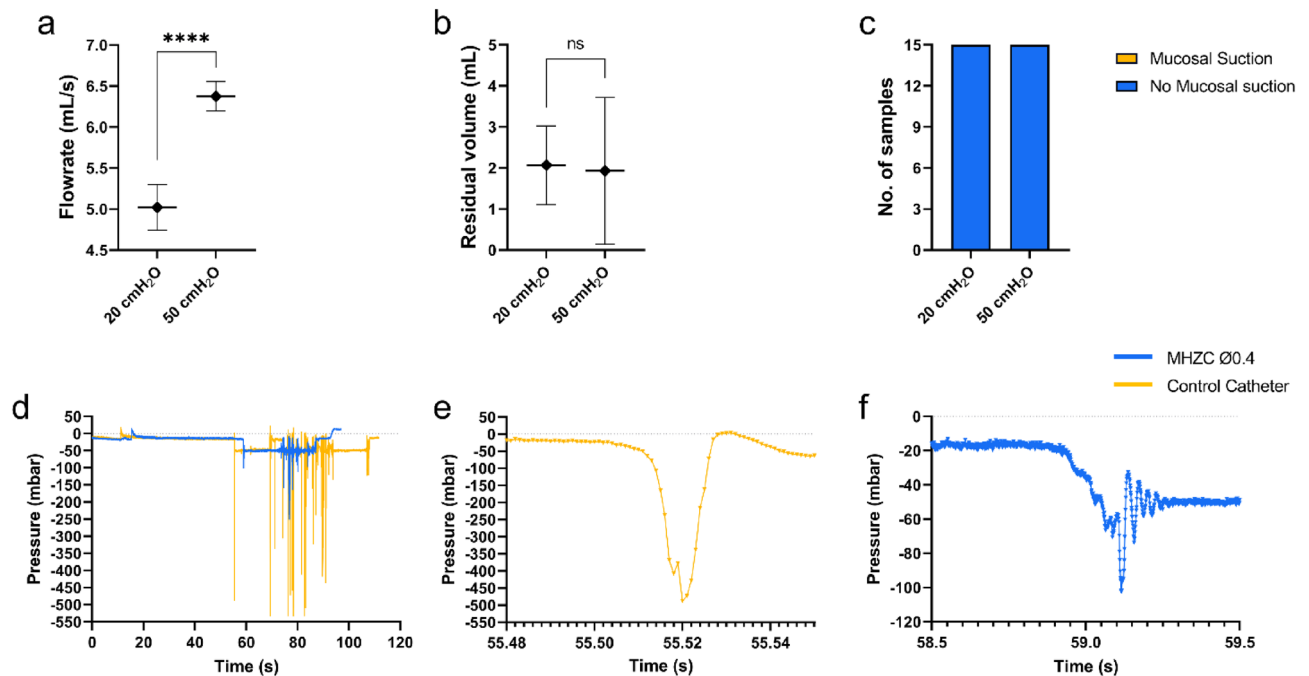 a
****
Flowrate (mL/s)
7.0
6.5
6.0
5.5
5.0
4.5
20 cmH₂O
50 cmH₂O
b
ns
Residual volume (mL)
5
4
3
2
1
0
20 cmH₂O
50 cmH₂O
c
No. of samples
15
12
9
6
3
0
20 cmH₂O
50 cmH₂O
Mucosal Suction
No Mucosal suction
MHZC Ø0.4
Control Catheter
d
Pressure (mbar)
50
0
-50
-100
-150
-200
-250
-300
-350
-400
-450
-500
-550
0 20 40 60 80 100 120
Time (s)
e
Pressure (mbar)
50
0
-50
-100
-150
-200
-250
-300
-350
-400
-450
-500
-550
55.48 55.50 55.52 55.54
Time (s)
f
Pressure (mbar)
0
-20
-40
-60
-80
-100
-120
58.5 59.0 59.5
Time (s)